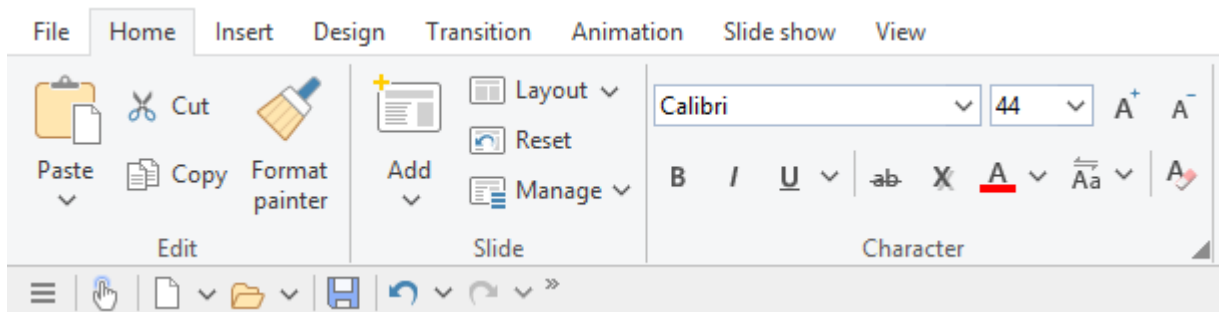 File Home Insert Design Transition Animation Slide show View
Paste Cut Copy Format painter
Add Layout Reset Manage
Calibri 44 A+ A-
B I U ab X A Aa A
Edit Slide Character